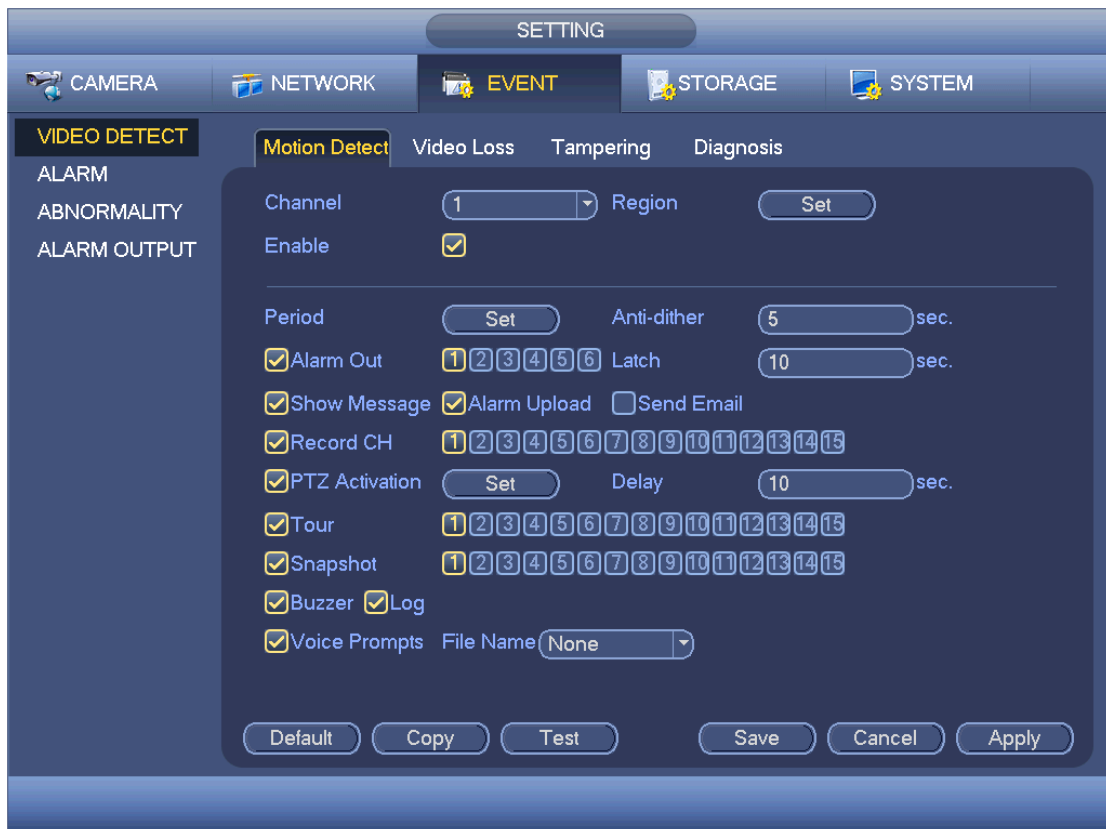 SETTING
CAMERA NETWORK EVENT STORAGE SYSTEM
VIDEO DETECT
ALARM
ABNORMALITY
ALARM OUTPUT
Motion Detect Video Loss Tampering Diagnosis
Channel 1 Region Set
Enable
Period Set Anti-dither 5 sec.
Alarm Out 1 2 3 4 5 6 Latch 10 sec.
Show Message Alarm Upload Send Email
Record CH 1 2 3 4 5 6 7 8 9 10 11 12 13 14 15
PTZ Activation Set Delay 10 sec.
Tour 1 2 3 4 5 6 7 8 9 10 11 12 13 14 15
Snapshot 1 2 3 4 5 6 7 8 9 10 11 12 13 14 15
Buzzer Log
Voice Prompts File Name None
Default Copy Test Save Cancel Apply